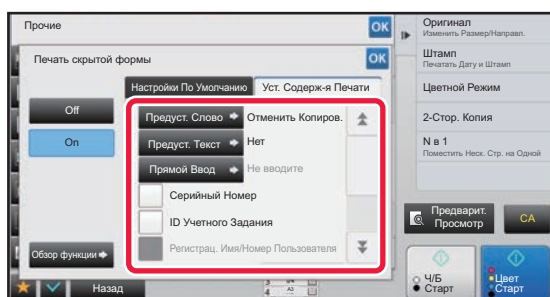 Прочие
OK
Печать скрытой формы
OK
Настройки По Умолчанию
Уст. Содерж-я Печати
Off
On
Предуст. Слово
Отменить Копиров.
Предуст. Текст
Нет
Прямой Ввод
Не вводите
Серийный Номер
ID Учетного Задания
Регистрац. Имя/Номер Пользователя
Обзор функции
Назад
A3
Оригинал
Изменить Размер/Направл.
Штамп
Печатать Дату и Штамп
Цветной Режим
2-Стор. Копия
N в 1
Поместить Неск. Стр. на Одной
Предварит.
Просмотр
CA
Ч/Б
Старт
Цвет
Старт